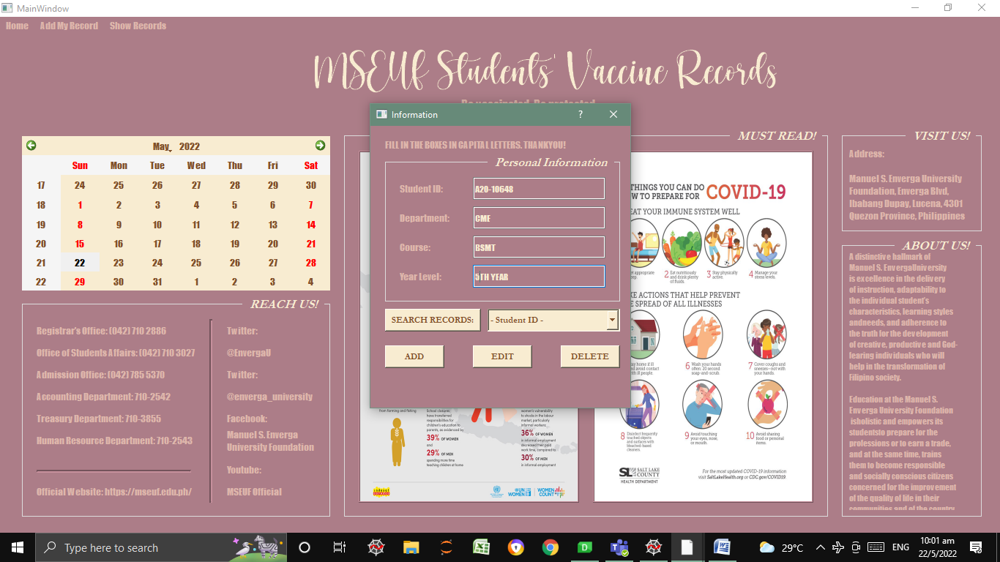 MainWindow
Home Add My Record Show Records
MSEUF Students' Vaccine Records
Information ?
FILL IN THE BOXES IN CAPITAL LETTERS. THANKYOU!
Personal Information
Student ID: A20-10648
Department: CMF
Course: BSMT
Year Level: 5TH YEAR
SEARCH RECORDS: - Student ID -
ADD EDIT DELETE
May, 2022
Sun Mon Tue Wed Thu Fri Sat
17 24 25 26 27 28 29 30
18 1 2 3 4 5 6 7
19 8 9 10 11 12 13 14
20 15 16 17 18 19 20 21
21 22 23 24 25 26 27 28
22 29 30 31 1 2 3 4
REACH US!
Registrar's Office: (042) 710 2886
Office of Students Affairs: (042) 710 3027
Admission Office: (042) 785 5370
Accounting Department: 710-2542
Treasury Department: 710-3855
Human Resource Department: 710-2543
Official Website: https://mseuf.edu.ph/
Twitter:
@EnvergaU
Twitter:
@enverga_university
Facebook:
Manuel S. Enverga
University Foundation
Youtube:
MSEUF Official
MUST READ!
from farming and fishing
School closures
have transferred
responsibilities for
children's education to
parents, as evidenced by
39% OF WOMEN
and
29% OF MEN
spending more time
teaching children at home
women's vulnerability
to shocks in the labour
market, particularly
informal workers.
36% OF WOMEN
in informal employment
decreased their paid
work time, compared to
30% OF MEN
in informal employment
UN
WOMEN
WOMEN
COUNT
THINGS YOU CAN DO
TO PREPARE FOR
COVID-19
YOUR IMMUNE SYSTEM WELL
appropriate
2 Eat nutritiously
and drink plenty
of fluids.
3 Stay physically
active.
4 Manage your
stress levels.
ACTIONS THAT HELP PREVENT
SPREAD OF ALL ILLNESSES
home if ill
avoid contact
ill people.
6 Wash your hands
often: 20 second
soap-and-scrub.
7 Cover coughs and
sneezes—not with
your hands.
8 Disinfect frequently
touched objects
and surfaces with
bleached-based
cleaners.
9 Avoid touching
your eyes, nose,
or mouth.
10 Avoid sharing
food or personal
items.
SL SALT LAKE
COUNTY
HEALTH DEPARTMENT
For the most updated COVID-19 information
visit SaltLakeHealth.org or CDC.gov/COVID19.
VISIT US!
Address:
Manuel S. Enverga University
Foundation, Enverga Blvd,
Ibabang Dupay, Lucena, 4301
Quezon Province, Philippines
ABOUT US!
A distinctive hallmark of
Manuel S. EnvergaUniversity
is excellence in the delivery
of instruction, adaptability to
the individual student's
characteristics, learning styles
andneeds, and adherence to
the truth for the development
of creative, productive and God-
fearing individuals who will
help in the transformation of
Filipino society.
Education at the Manuel S.
Enverga University Foundation
isholistic and empowers its
studentsto prepare for the
professions or to earn a trade,
and at the same time, trains
them to become responsible
and socially conscious citizens
concerned for the improvement
of the quality of life in their
communities and of the country
Type here to search
29°C
ENG
10:01 am
22/5/2022